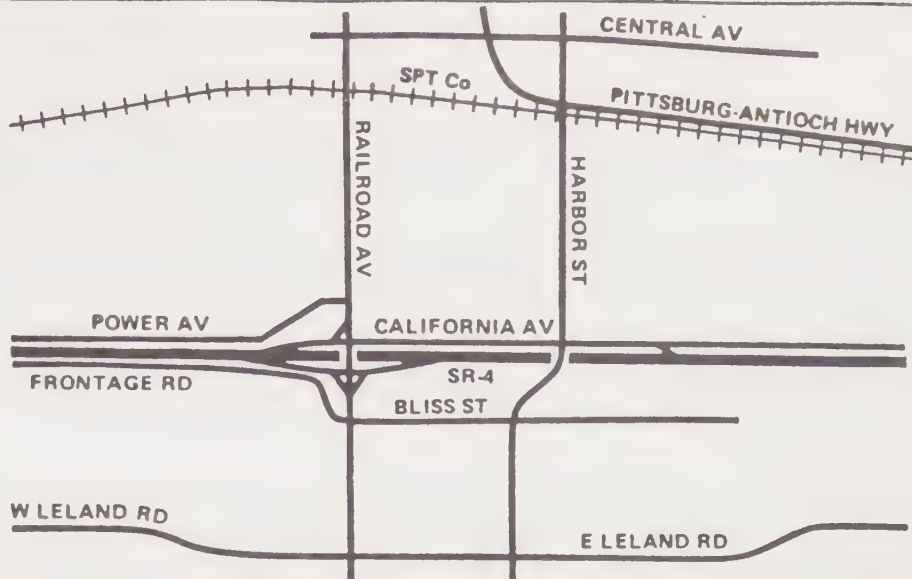 CENTRAL AV
SPT Co
PITTSBURG-ANTIOCH HWY
RAILROAD AV
HARBOR ST
POWER AV
CALIFORNIA AV
FRONTAGE RD
SR-4
BLISS ST
W LELAND RD
E LELAND RD